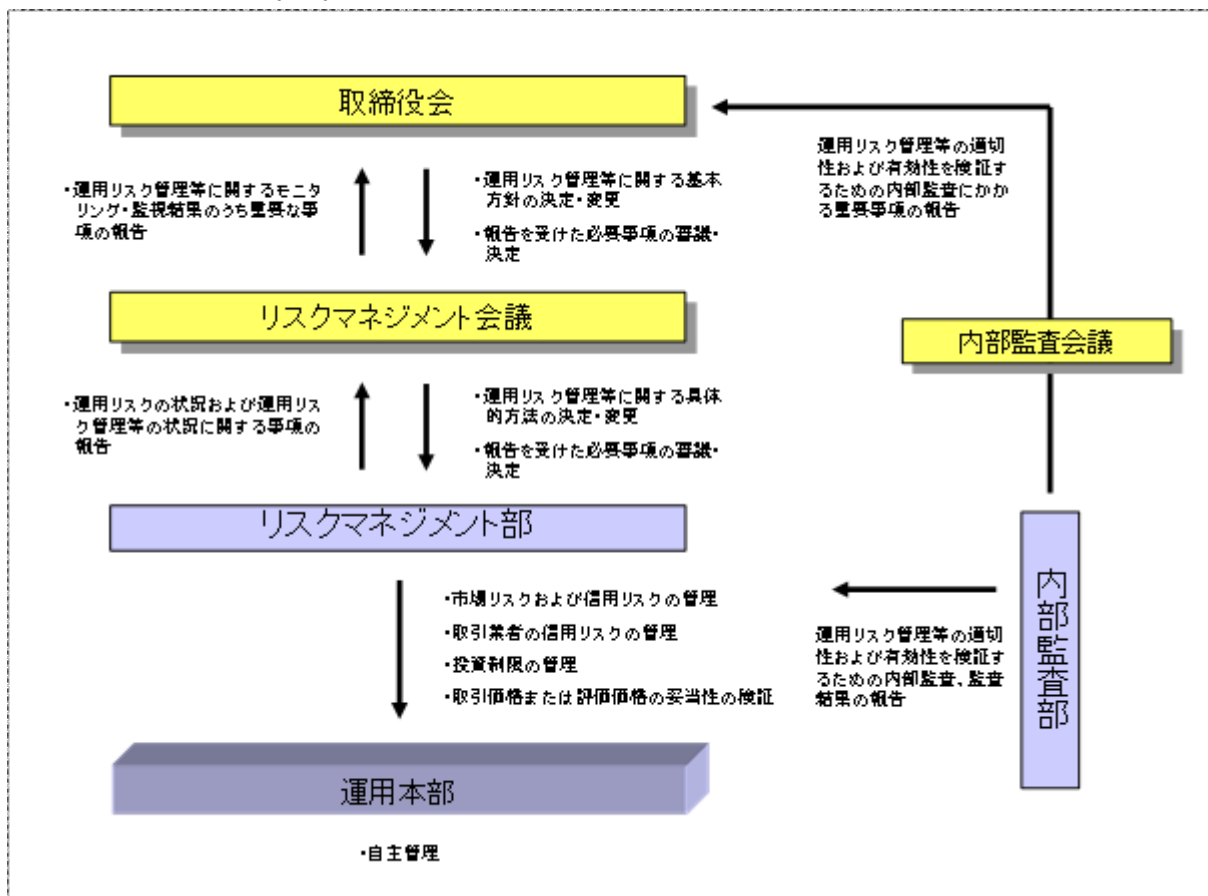 取締役会
・運用リスク管理等に関するモニ
タリング・監視結果のうち重要な事
項の報告
・運用リスク管理等に関する基本
方針の決定・変更
・報告を受けた必要事項の審議・
決定
運用リスク管理等の適切
性および有効性を検証す
るための内部監査にかか
る重要事項の報告
リスクマネジメント会議
内部監査会議
・運用リスクの状況および運用リス
ク管理等の状況に関する事項の
報告
・運用リスク管理等に関する具体
的方法の決定・変更
・報告を受けた必要事項の審議・
決定
リスクマネジメント部
内部監査部
・市場リスクおよび信用リスクの管理
・取引業者の信用リスクの管理
・投資制限の管理
・取引価格または評価価格の妥当性の検証
運用リスク管理等の適切
性および有効性を検証す
るための内部監査、監査
結果の報告
運用本部
・自主管理